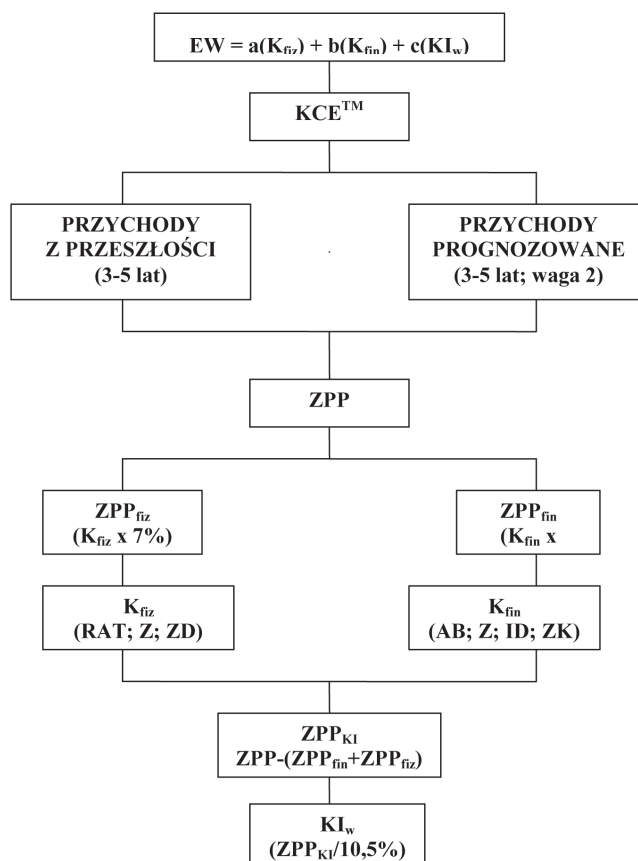 EW = a(K_fiz) + b(K_fin) + c(KI_w)
KCE™
PRZYCHODY
Z PRZESZŁOŚCI
(3-5 lat)
PRZYCHODY
PROGNOZOWANE
(3-5 lat; waga 2)
ZPP
ZPP_fiz
(K_fiz x 7%)
ZPP_fin
(K_fin x
K_fiz
(RAT; Z; ZD)
K_fin
(AB; Z; ID; ZK)
ZPP_KI
ZPP-(ZPP_fin+ZPP_fiz)
KI_w
(ZPP_KI/10,5%)